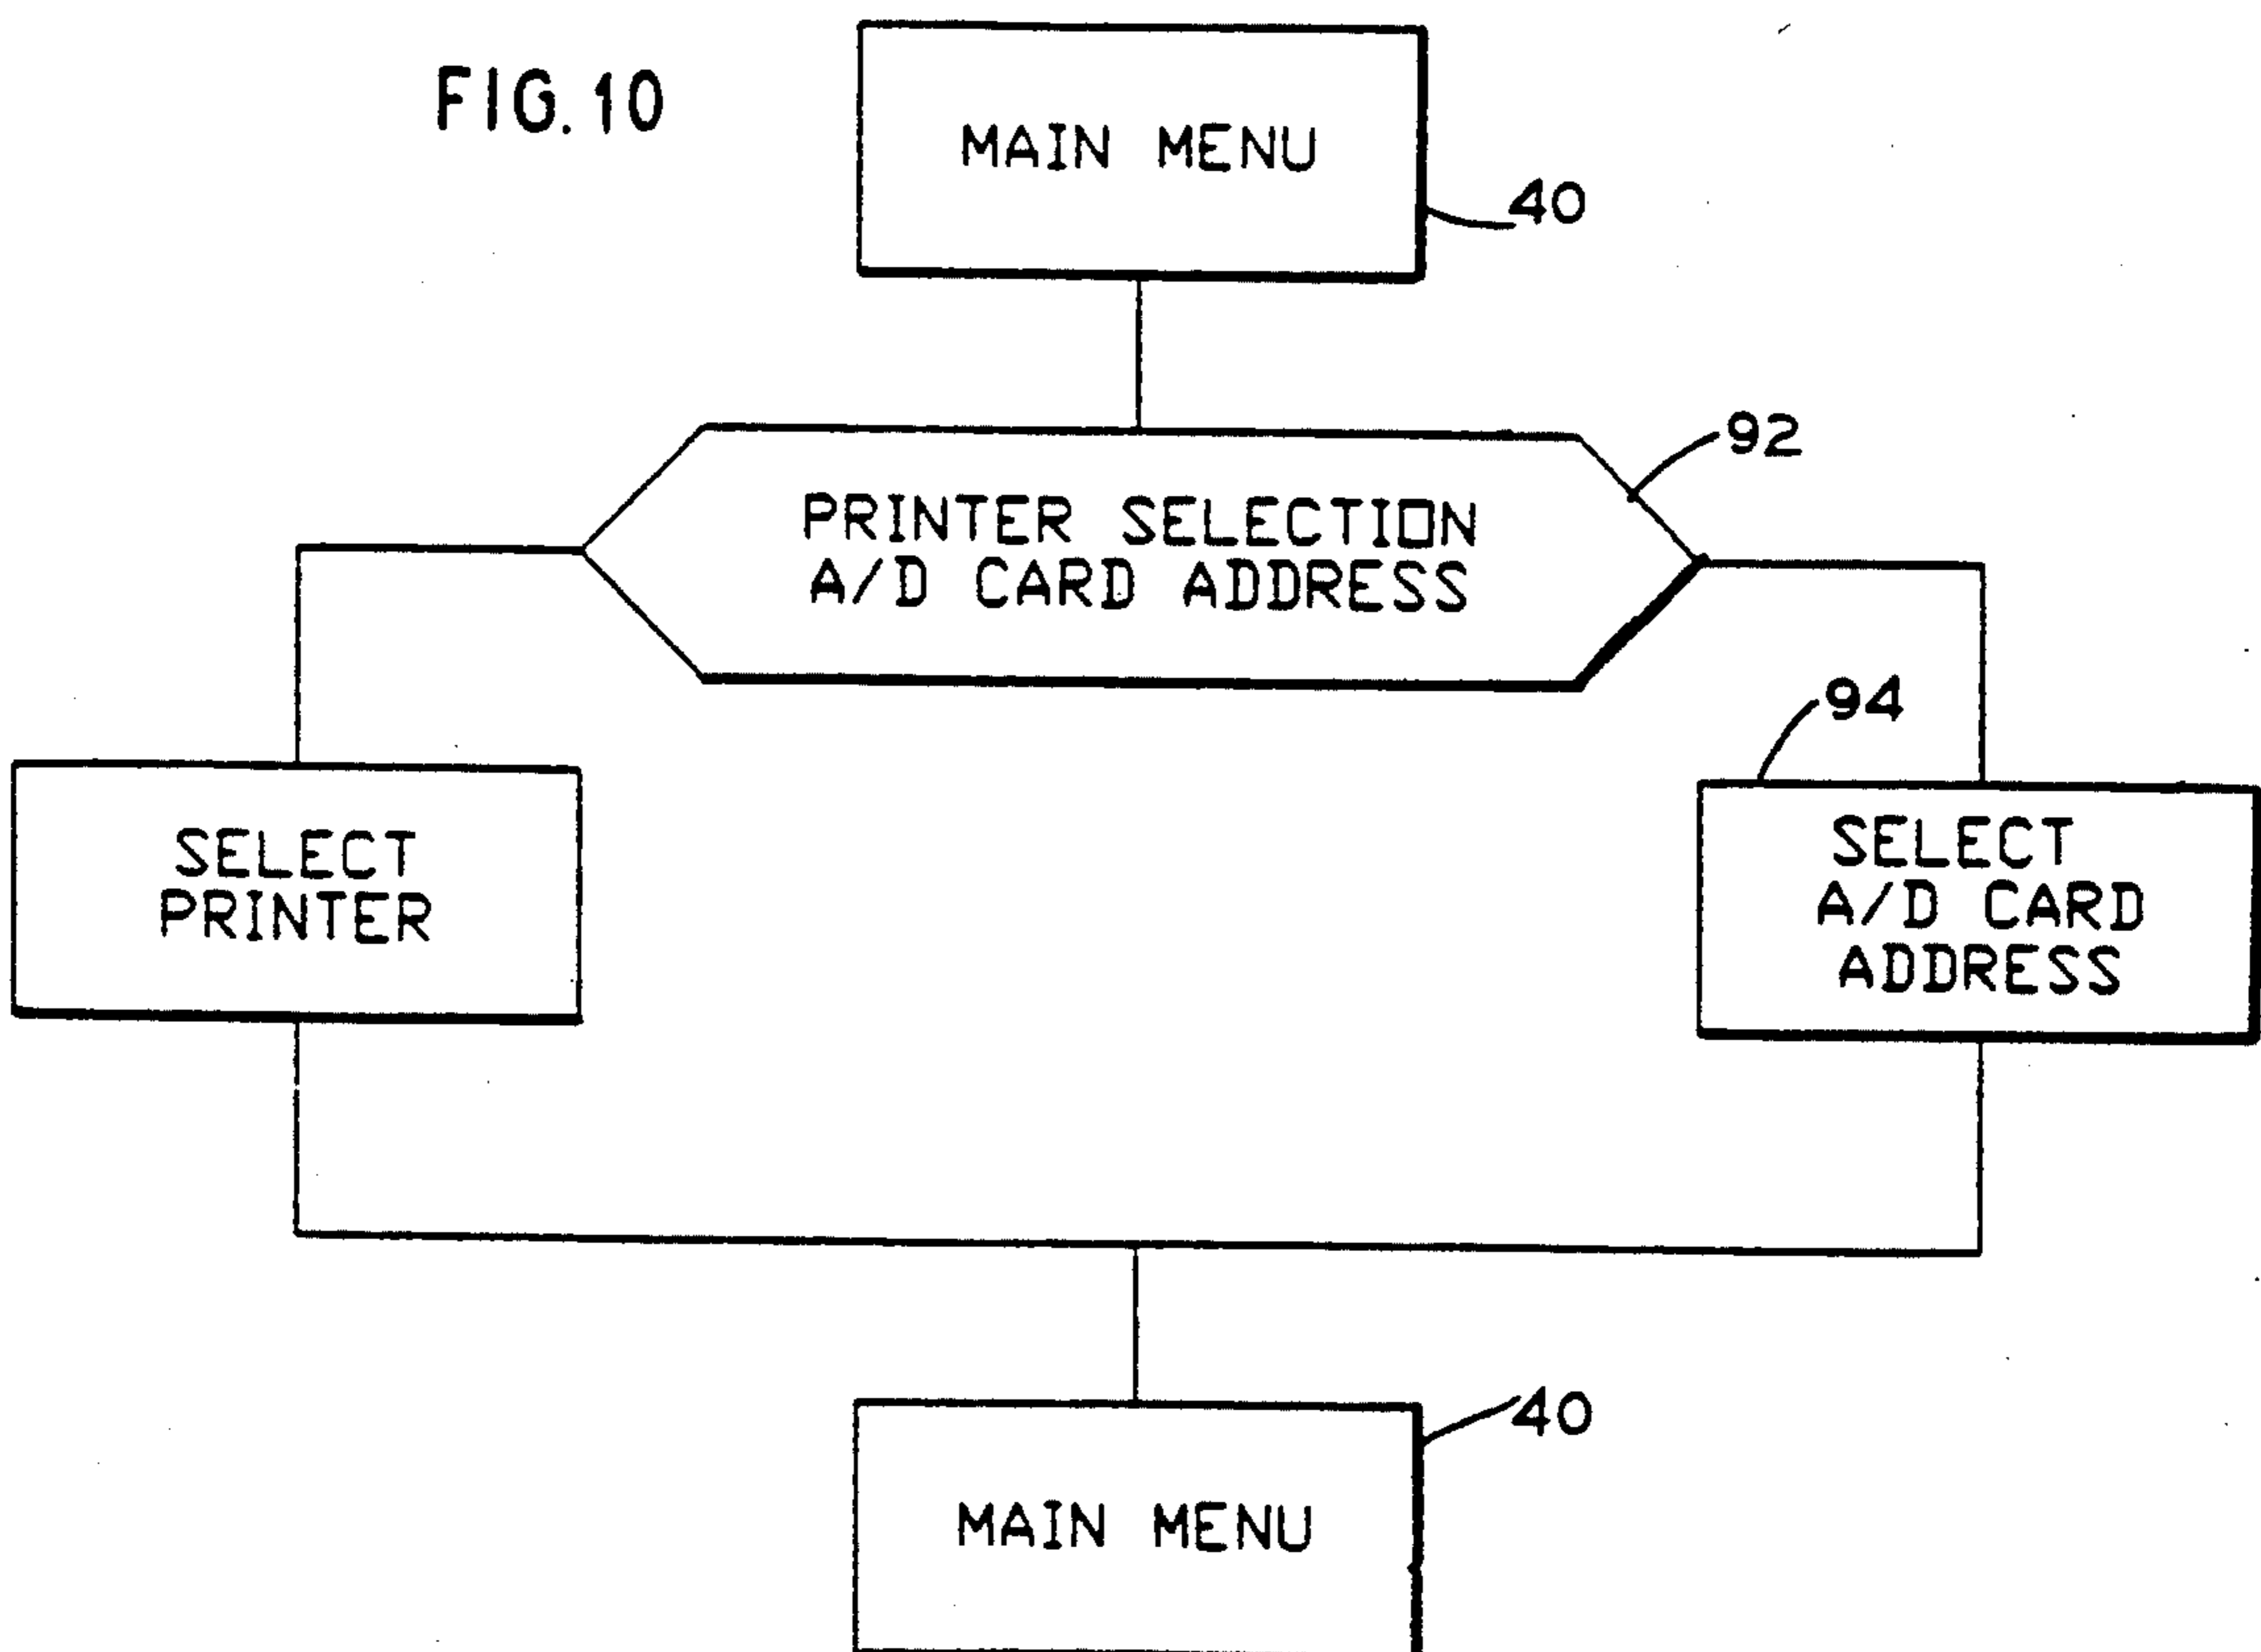 FIG. 10
MAIN MENU
40
92
PRINTER SELECTION
A/D CARD ADDRESS
94
SELECT
PRINTER
SELECT
A/D CARD
ADDRESS
40
MAIN MENU